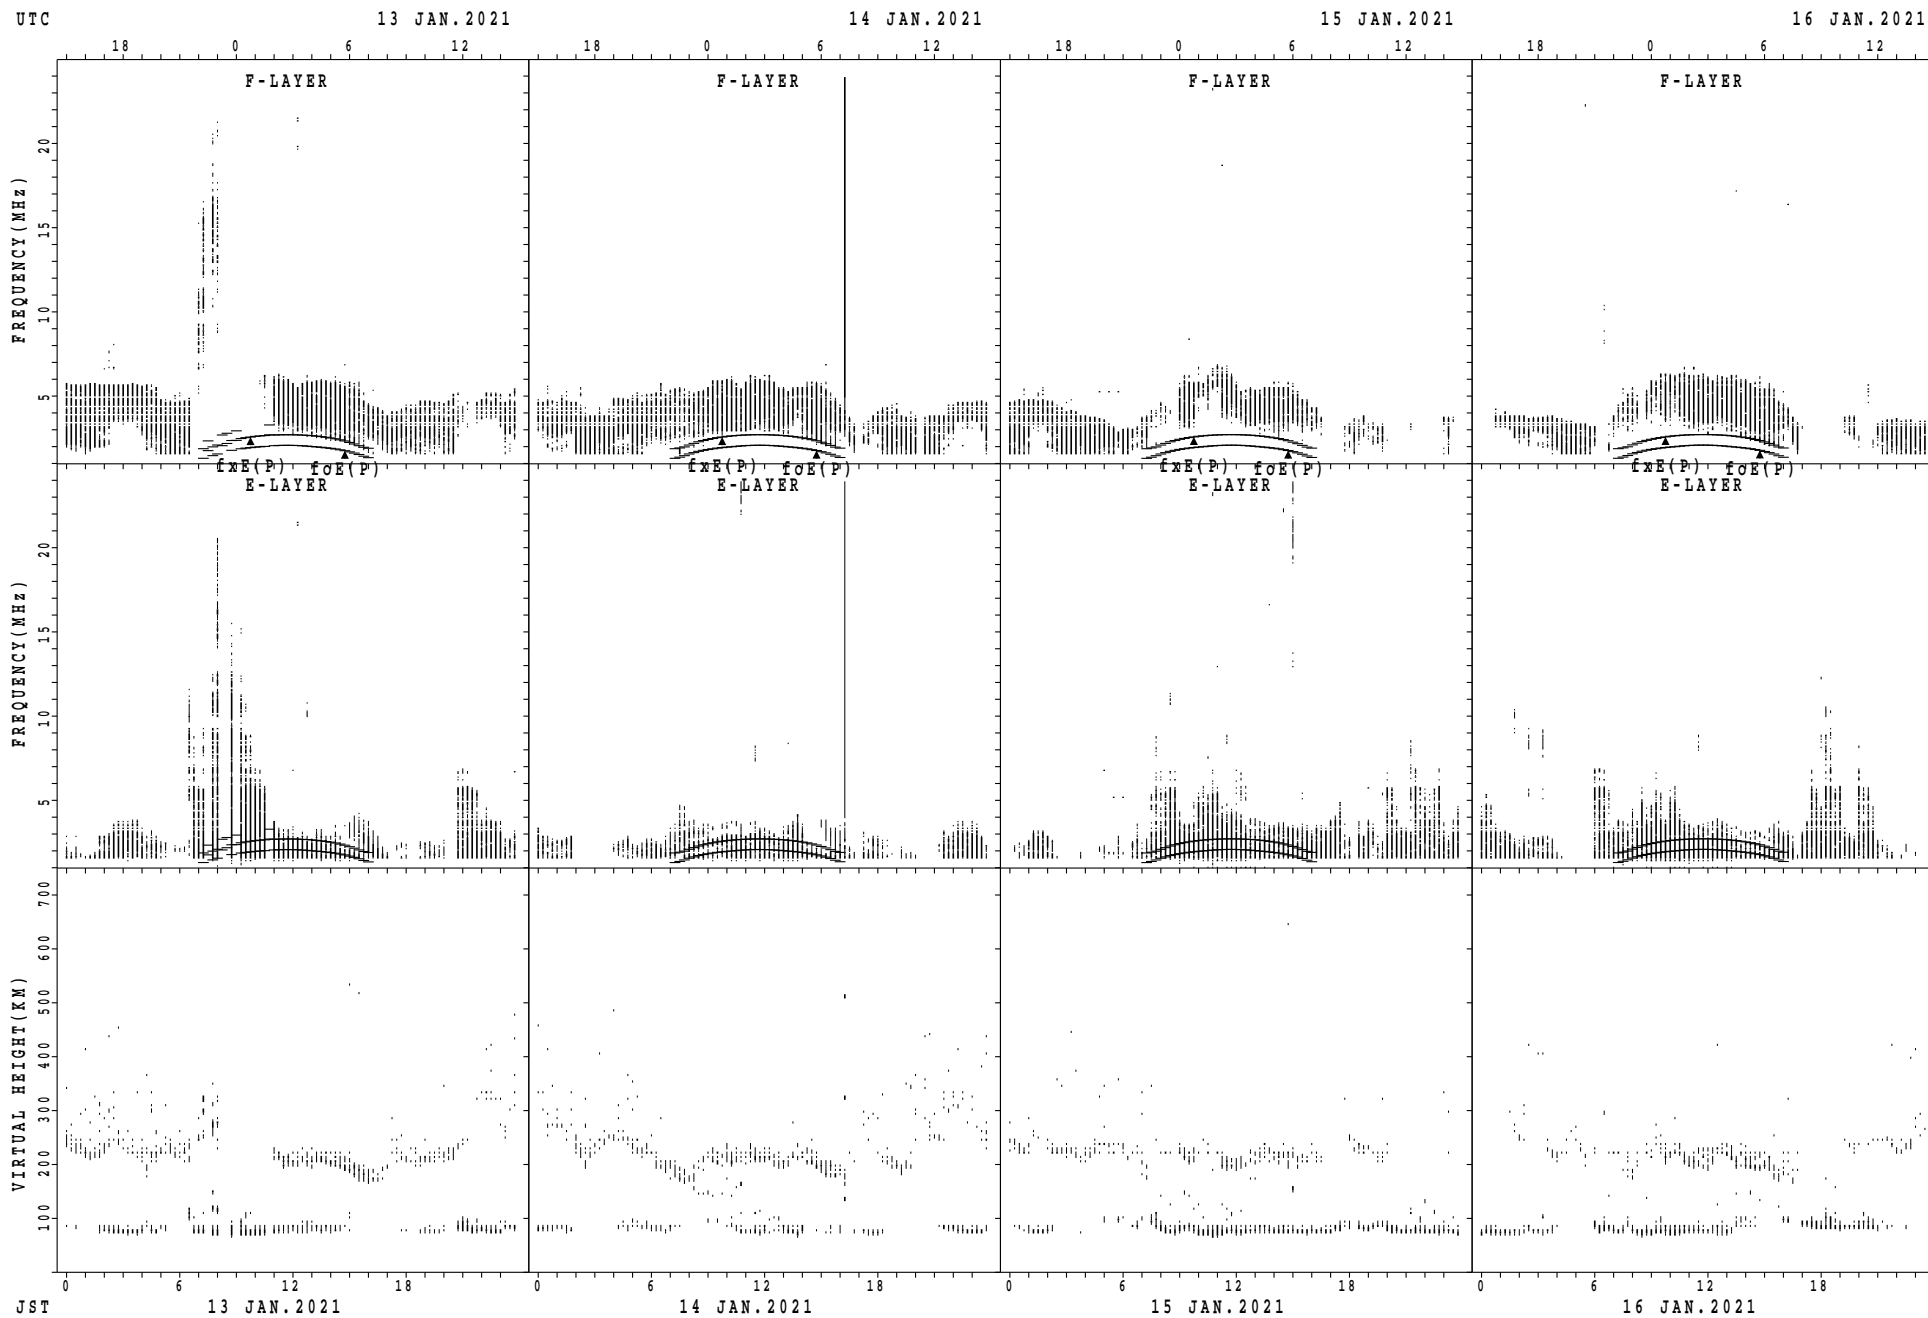 UTC 13 JAN.2021 14 JAN.2021 15 JAN.2021 16 JAN.2021
18 0 6 12 18 0 6 12 18 0 6 12 18 0 6 12
F-LAYER F-LAYER F-LAYER F-LAYER
FREQUENCY(MHz)
20
15
10
5
fxE(P) foE(P) fxE(P) foE(P) fxE(P) foE(P) fxE(P) foE(P)
E-LAYER E-LAYER E-LAYER E-LAYER
FREQUENCY(MHz)
20
15
10
5
VIRTUAL HEIGHT(KM)
700
600
500
400
300
200
100
0 6 12 18 0 6 12 18 0 6 12 18 0 6 12 18
JST 13 JAN.2021 14 JAN.2021 15 JAN.2021 16 JAN.2021